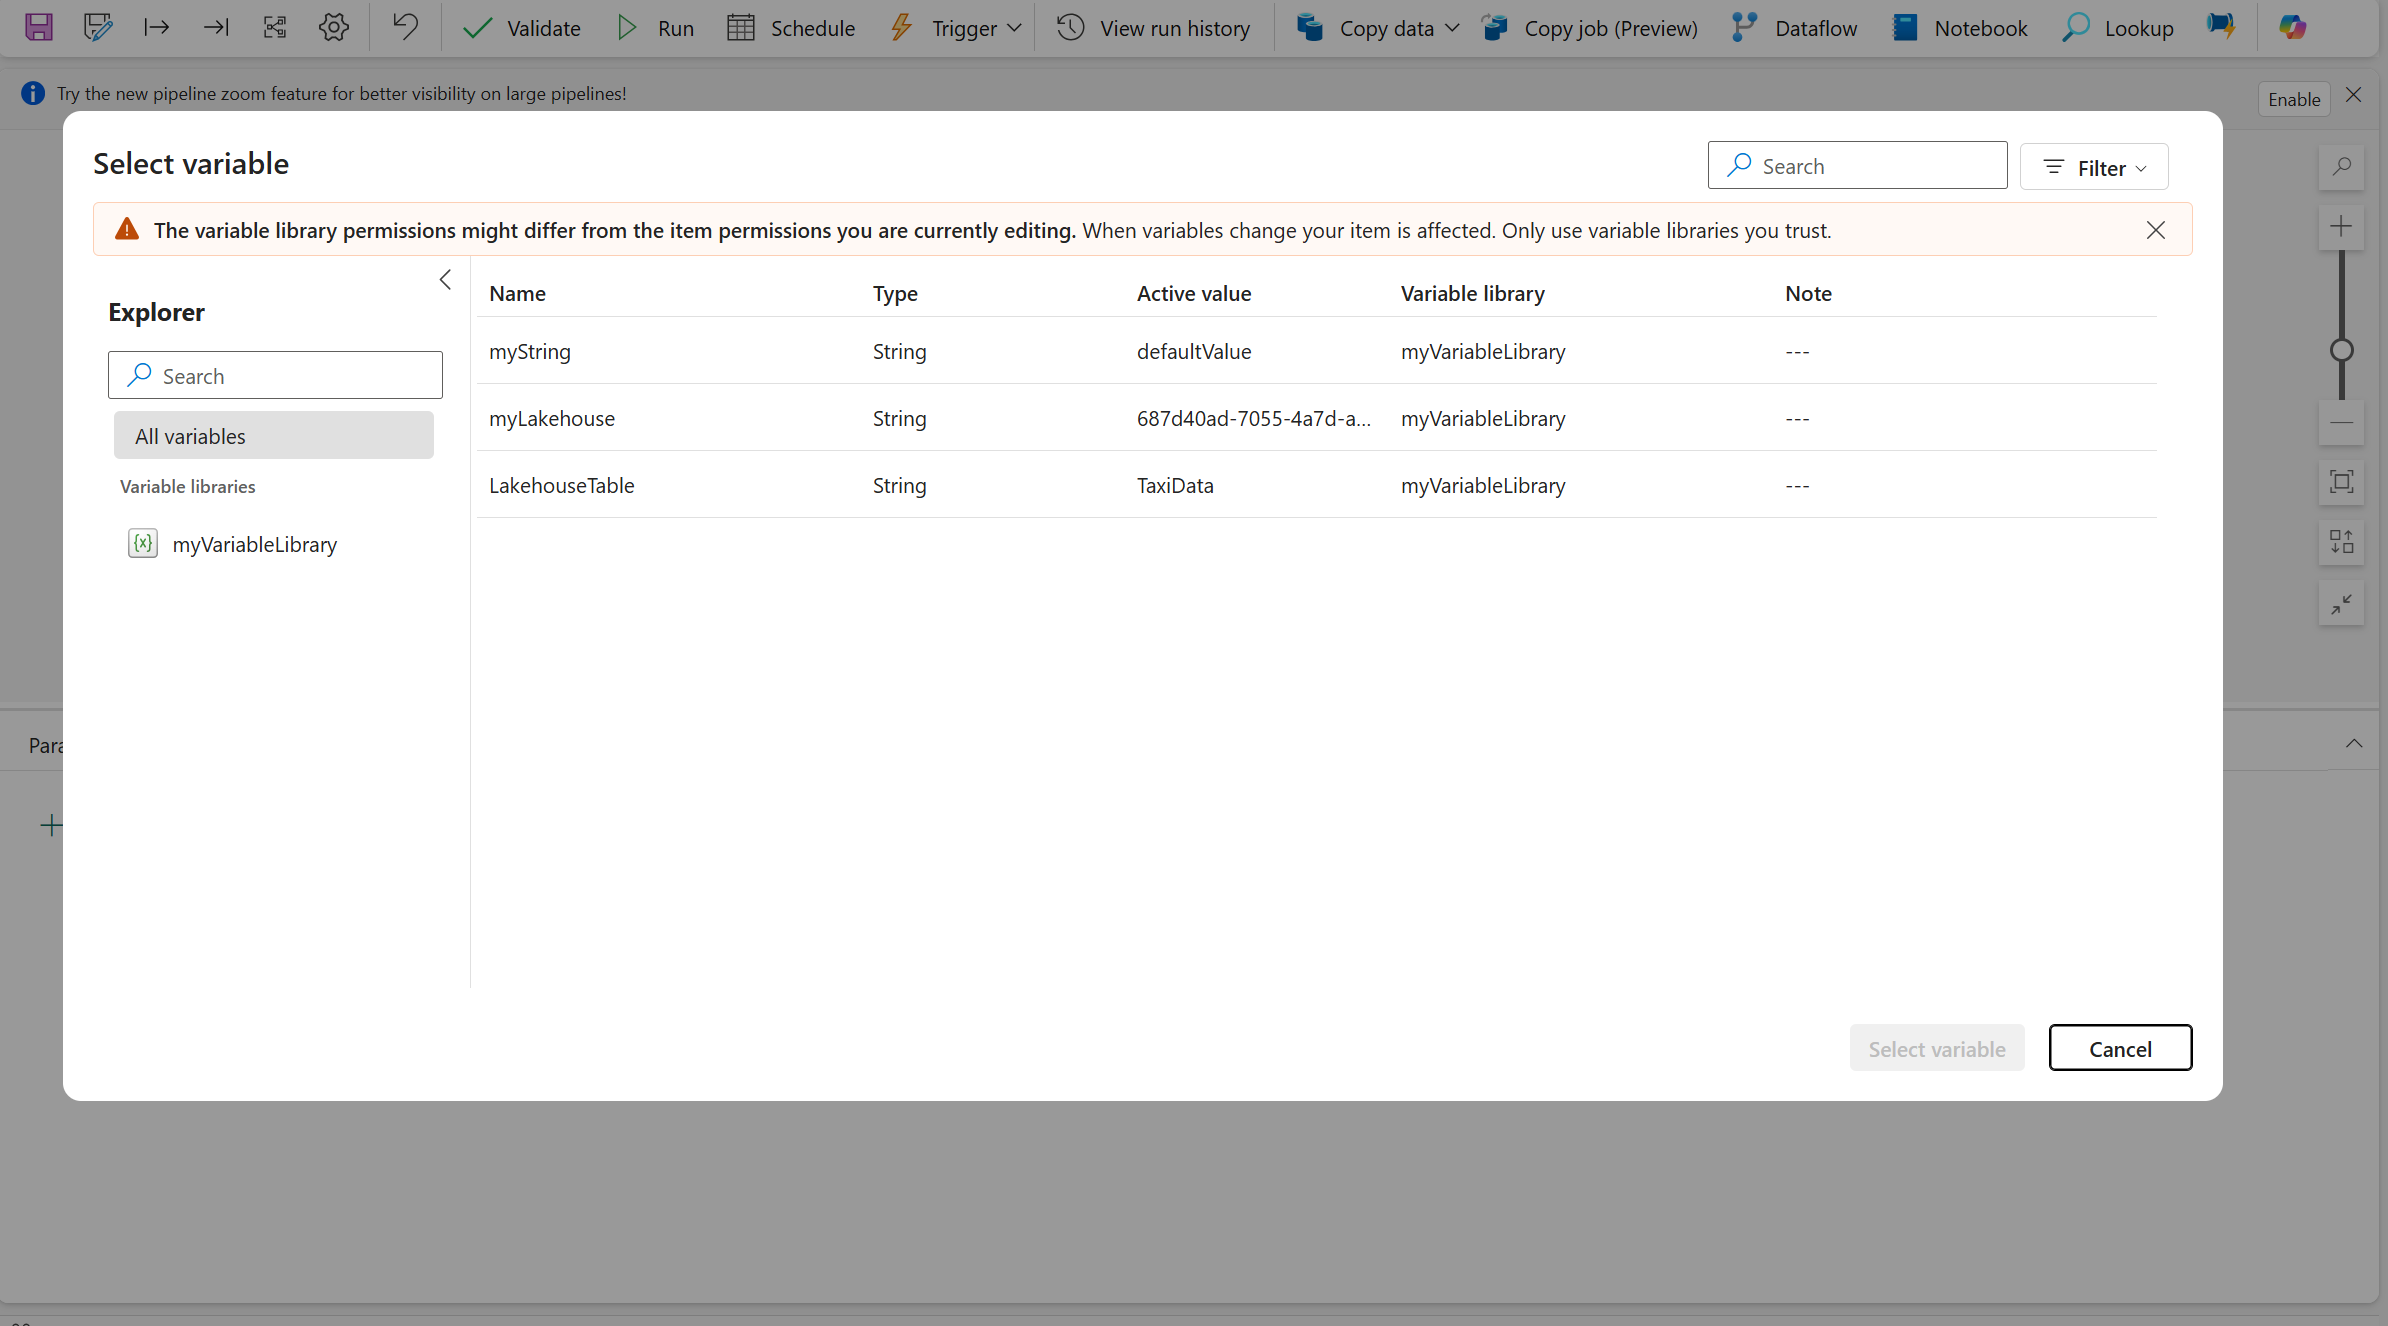 Validate Run Schedule Trigger View run history Copy data Copy job (Preview) Dataflow Notebook Lookup
Try the new pipeline zoom feature for better visibility on large pipelines! Enable
Select variable Search Filter
The variable library permissions might differ from the item permissions you are currently editing. When variables change your item is affected. Only use variable libraries you trust.
Explorer
Search
All variables
Variable libraries
myVariableLibrary
Name Type Active value Variable library Note
myString String defaultValue myVariableLibrary ---
myLakehouse String 687d40ad-7055-4a7d-a... myVariableLibrary ---
LakehouseTable String TaxiData myVariableLibrary ---
Para
Select variable Cancel